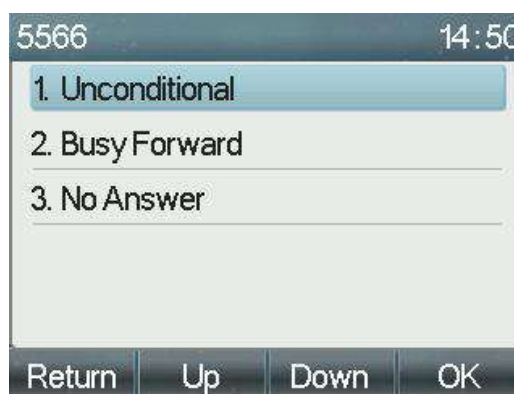 5566 14:50
1. Unconditional
2. Busy Forward
3. No Answer
Return Up Down OK